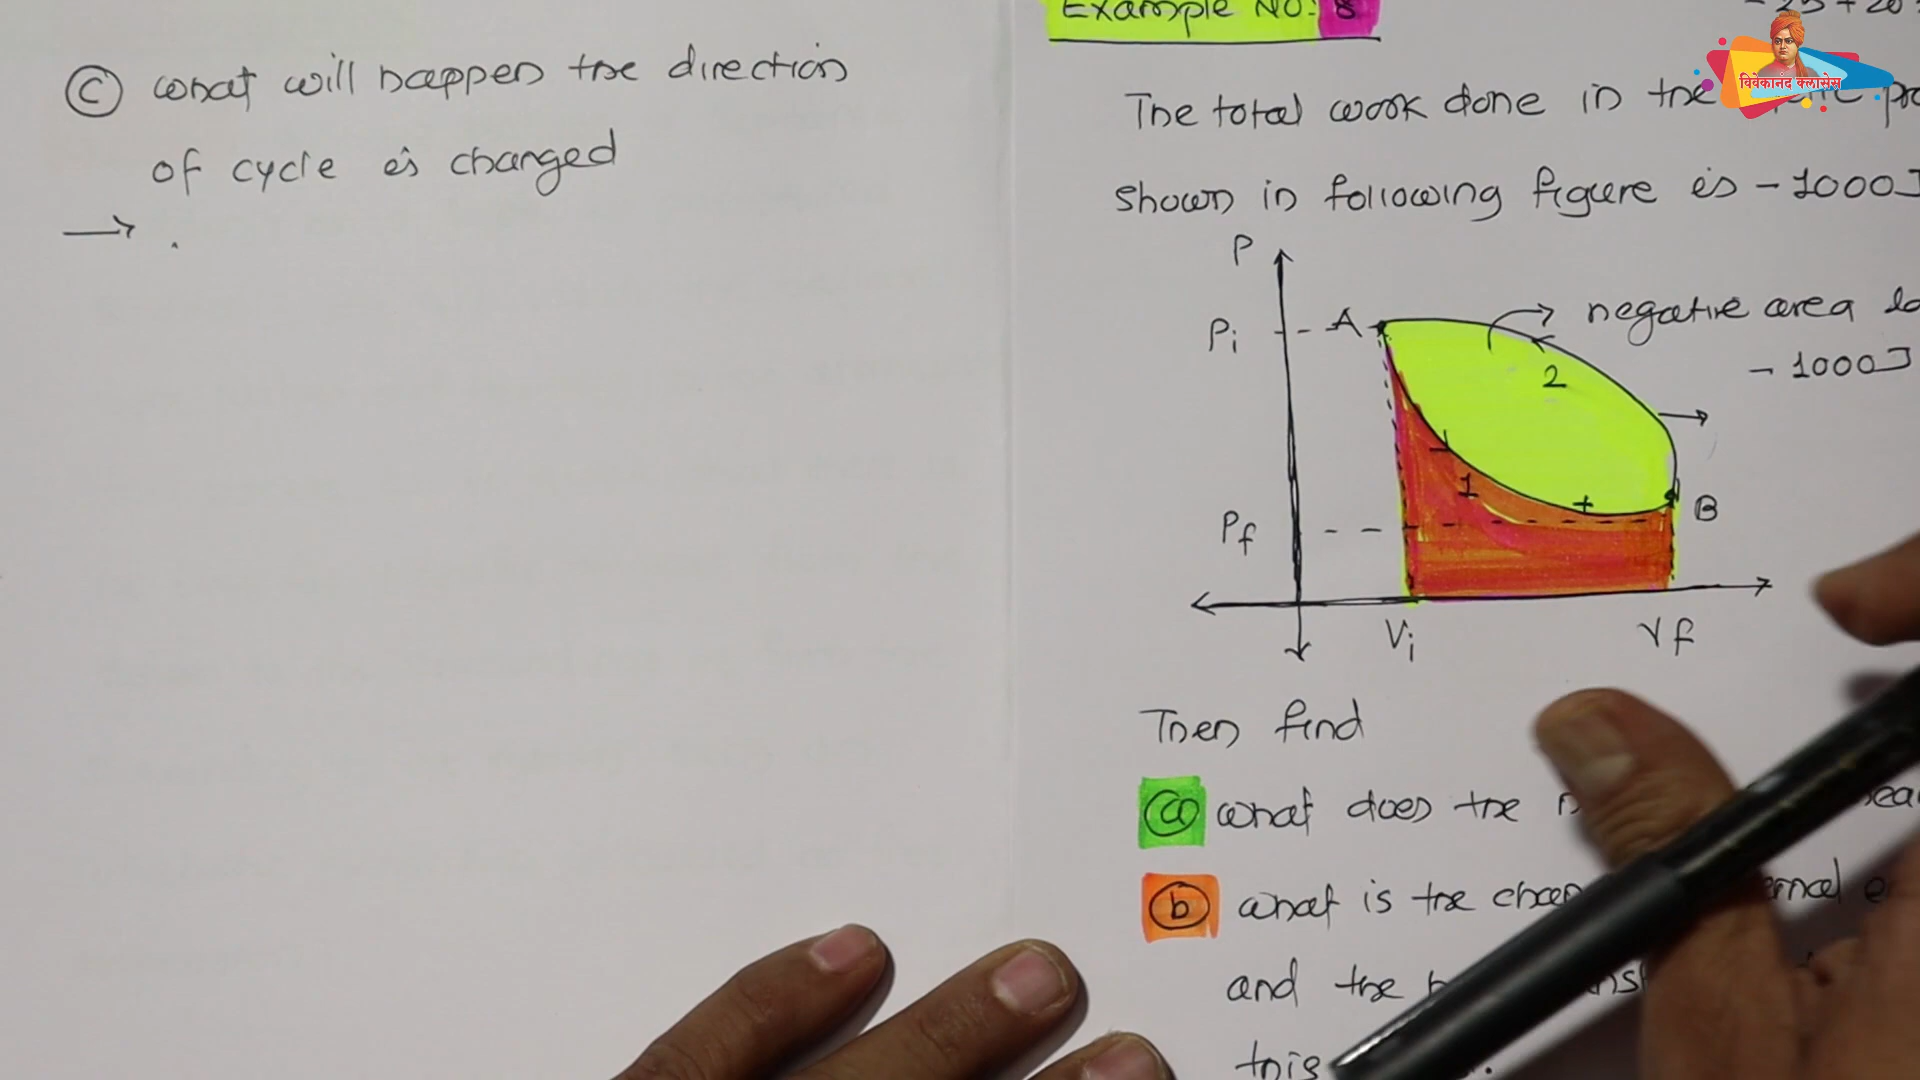 C what will happen the direction
of cycle is changed
→ .
Example No: 8
- 25 + 20
विवेकानंद क्लासेस
The total work done in the
shown in following figure is - 1000J
P
Pi
A
negative area
- 1000J
2
1
+
B
Pf
Vi
Vf
Then find
a what does the
b what is the
and the
this